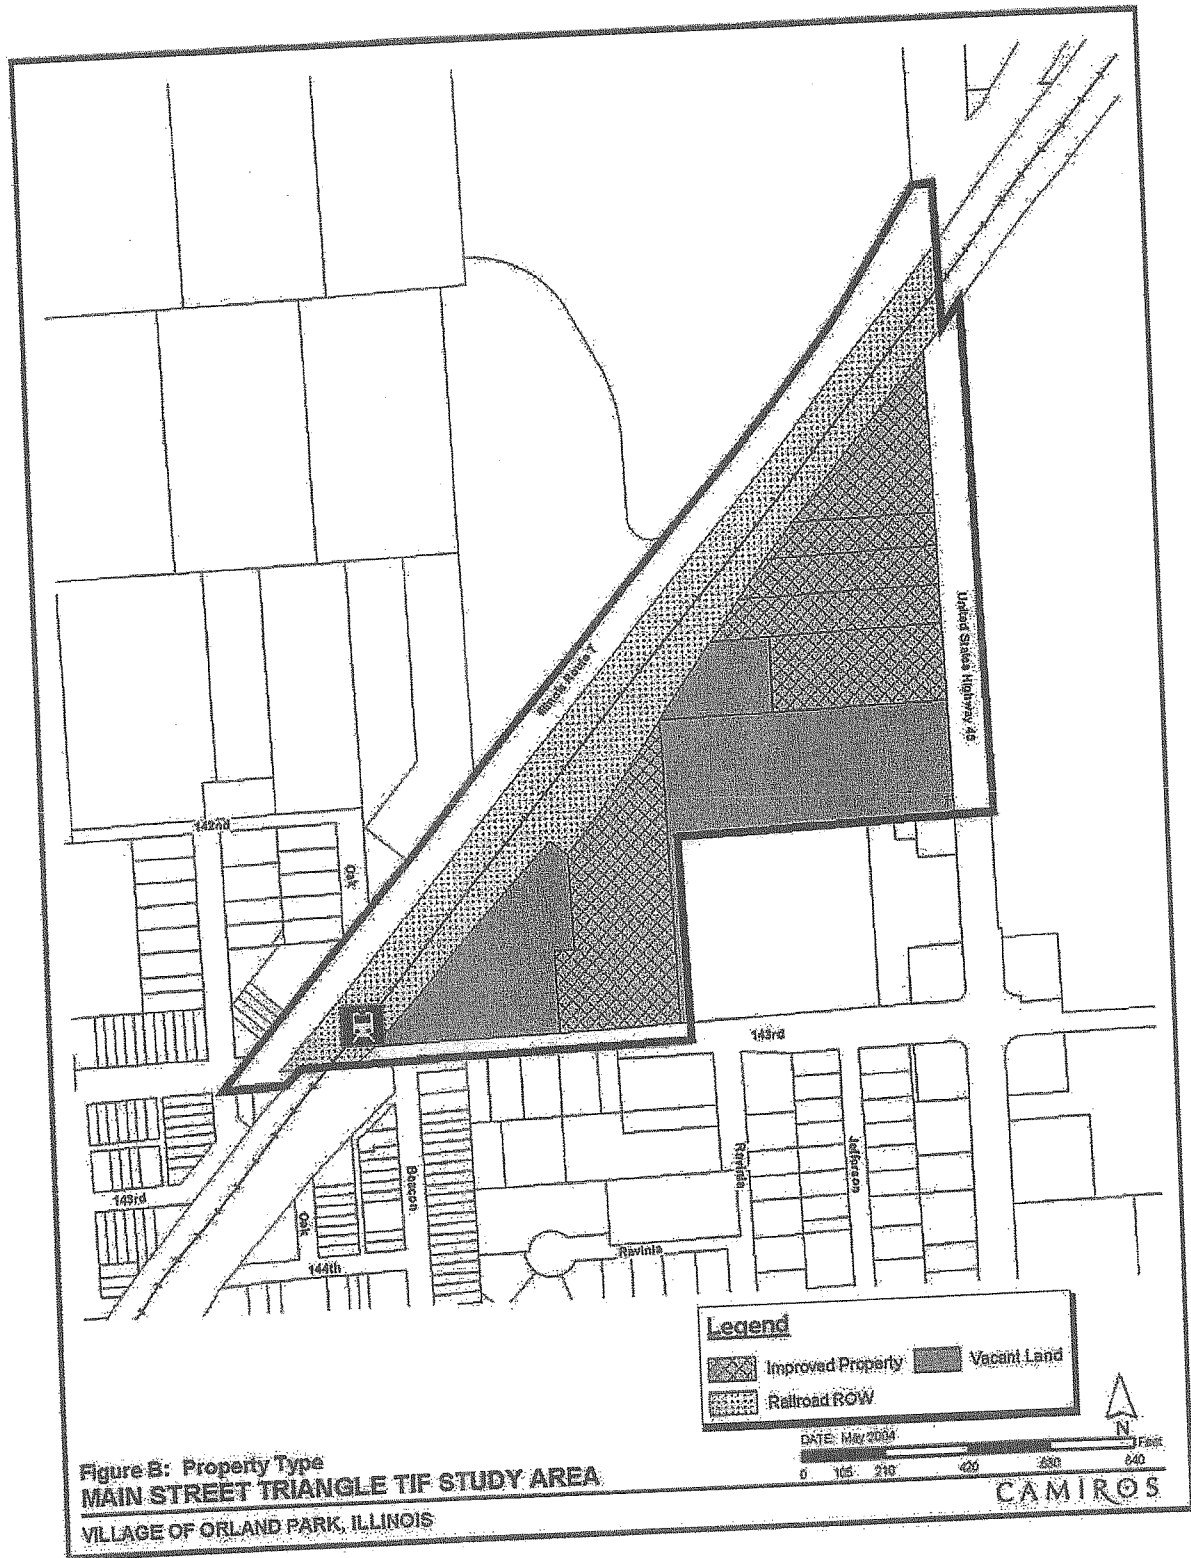 Illinois Route 7
United States Highway 45
142nd
Oak
143rd
143rd
Oak
Beacon
144th
Ravinia
Jefferson
Ravinia
Legend
Improved Property
Vacant Land
Railroad ROW
N
DATE: May 2004
Feet
0 105 210 420 630 840
CAMIROS
Figure B: Property Type
MAIN STREET TRIANGLE TIF STUDY AREA
VILLAGE OF ORLAND PARK, ILLINOIS